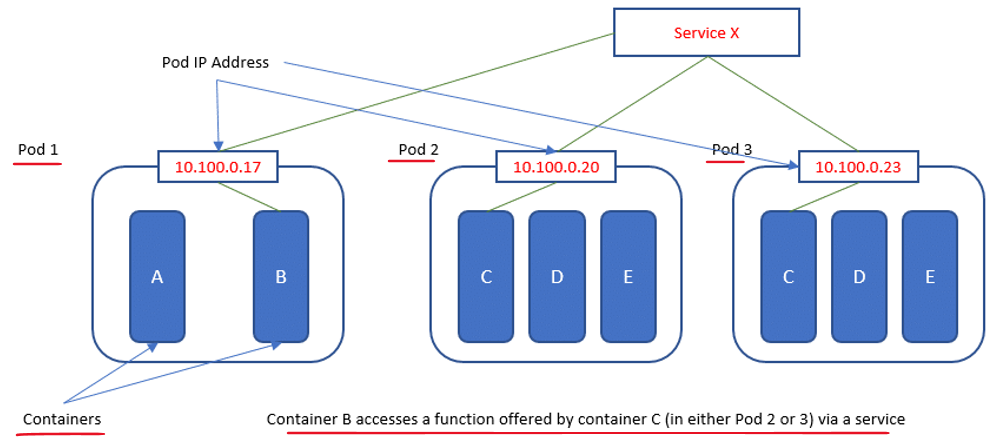 Service X
Pod IP Address
Pod 1
Pod 2
Pod 3
10.100.0.17
10.100.0.20
10.100.0.23
A
B
C
D
E
C
D
E
Containers
Container B accesses a function offered by container C (in either Pod 2 or 3) via a service